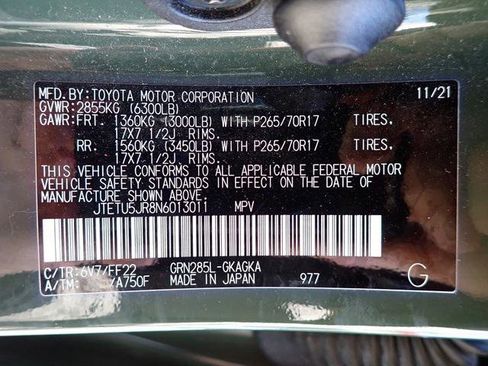 MFD.BY:TOYOTA MOTOR CORPORATION 11/21
GVWR:2855KG (6300LB)
GAWR:FRT. 1360KG (3000LB) WITH P265/70R17 TIRES.
17X7 1/2J RIMS.
RR. 1560KG (3450LB) WITH P265/70R17 TIRES.
17X7 1/2J RIMS.
THIS VEHICLE CONFORMS TO ALL APPLICABLE FEDERAL MOTOR
VEHICLE SAFETY STANDARDS IN EFFECT ON THE DATE OF
MANUFACTURE SHOWN ABOVE.
JTETU5JR8N6013011 MPV
C/TR:6V7/FF22 GRN285L-GKAGKA
A/TM: /A750F MADE IN JAPAN 977 G